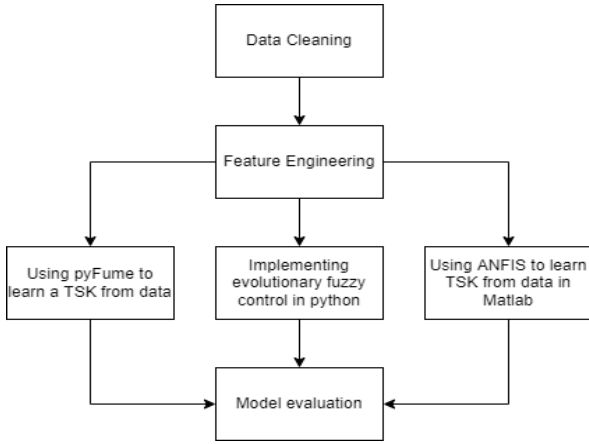 Data Cleaning
Feature Engineering
Using pyFume to
learn a TSK from data
Implementing
evolutionary fuzzy
control in python
Using ANFIS to learn
TSK from data in
Matlab
Model evaluation